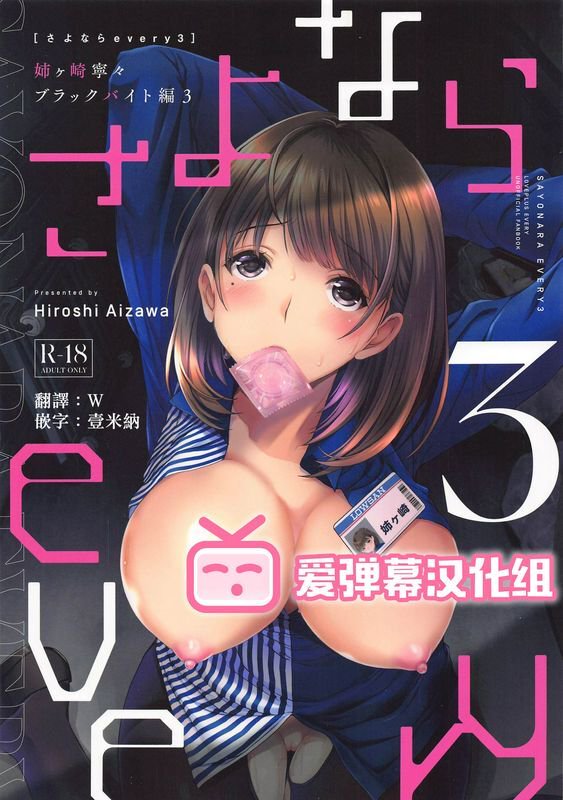 [さよならevery3]
姉ヶ崎寧々
ブラックバイト編3
さよなら
every
3
SAYONARA EVERY3
LOVEPLUS EVERY
UNOFFICIAL FANBOOK
Presented by
Hiroshi Aizawa
R-18
ADULT ONLY
翻譯：W
嵌字：壹米納
LOWSAN
姉ヶ崎
爱弹幕汉化组
SAYONARA EVERY